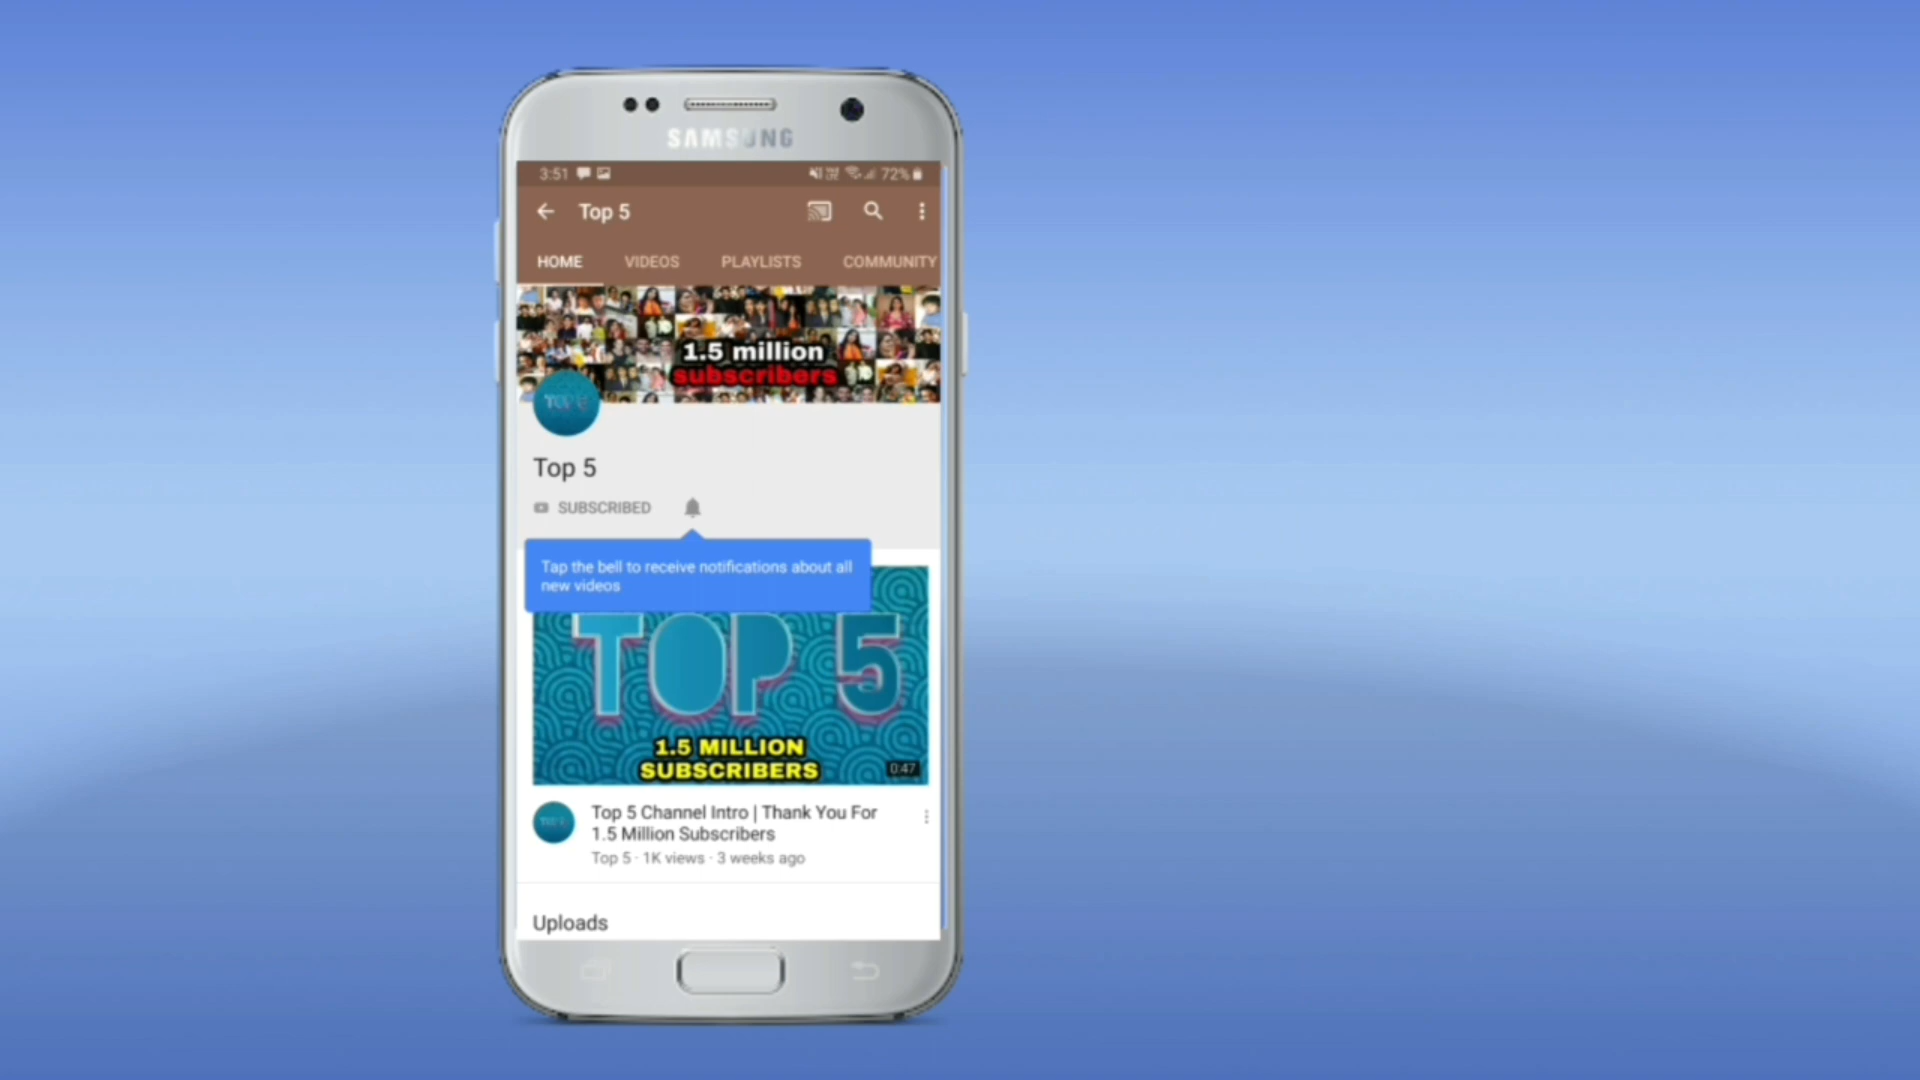 SAMSUNG
3:51 72%
Top 5
HOME VIDEOS PLAYLISTS COMMUNITY
1.5 million
subscribers
TOP 5
Top 5
SUBSCRIBED
Tap the bell to receive notifications about all
new videos
TOP 5
1.5 MILLION
SUBSCRIBERS
0:47
Top 5 Channel Intro | Thank You For
1.5 Million Subscribers
Top 5 · 1K views · 3 weeks ago
Uploads